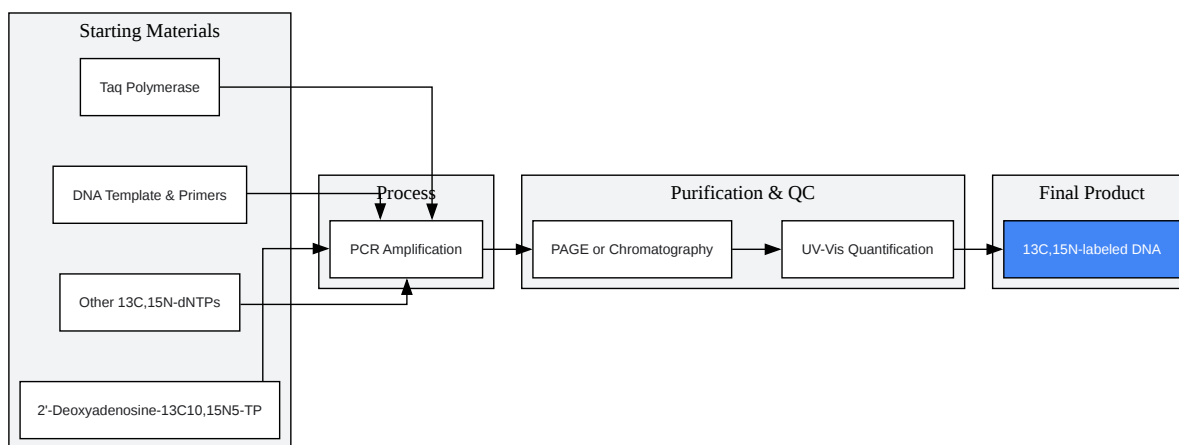 Starting Materials
Taq Polymerase
DNA Template & Primers
Other 13C,15N-dNTPs
2'-Deoxyadenosine-13C10,15N5-TP
Process
PCR Amplification
Purification & QC
PAGE or Chromatography
UV-Vis Quantification
Final Product
13C,15N-labeled DNA